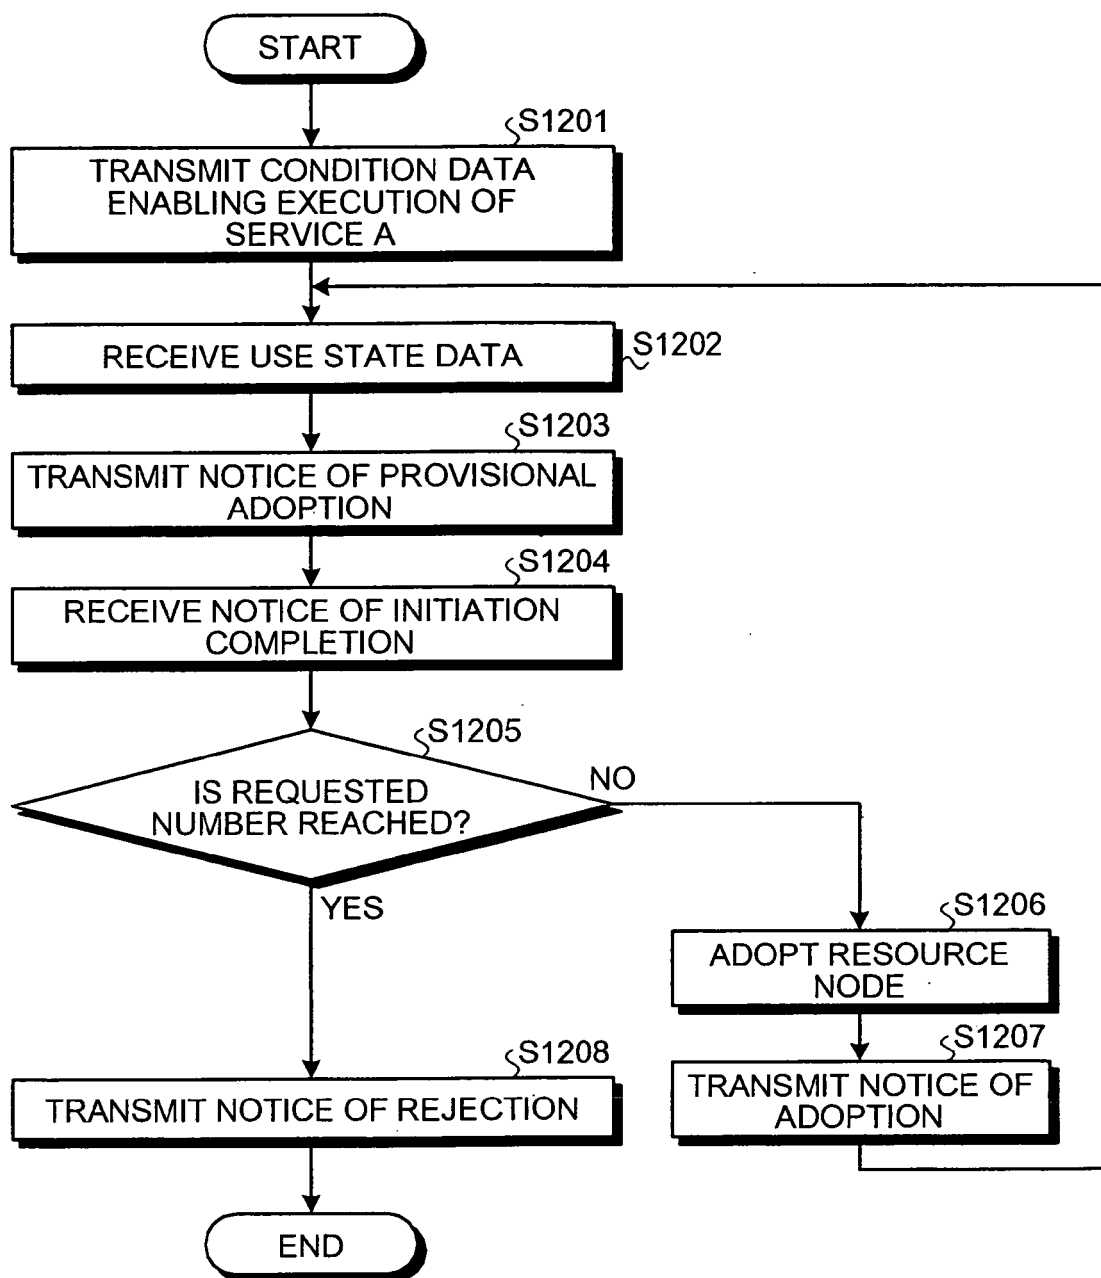 START
S1201
TRANSMIT CONDITION DATA
ENABLING EXECUTION OF
SERVICE A
RECEIVE USE STATE DATA
S1202
S1203
TRANSMIT NOTICE OF PROVISIONAL
ADOPTION
S1204
RECEIVE NOTICE OF INITIATION
COMPLETION
S1205
IS REQUESTED
NUMBER REACHED?
NO
YES
S1206
ADOPT RESOURCE
NODE
S1207
TRANSMIT NOTICE OF
ADOPTION
S1208
TRANSMIT NOTICE OF REJECTION
END